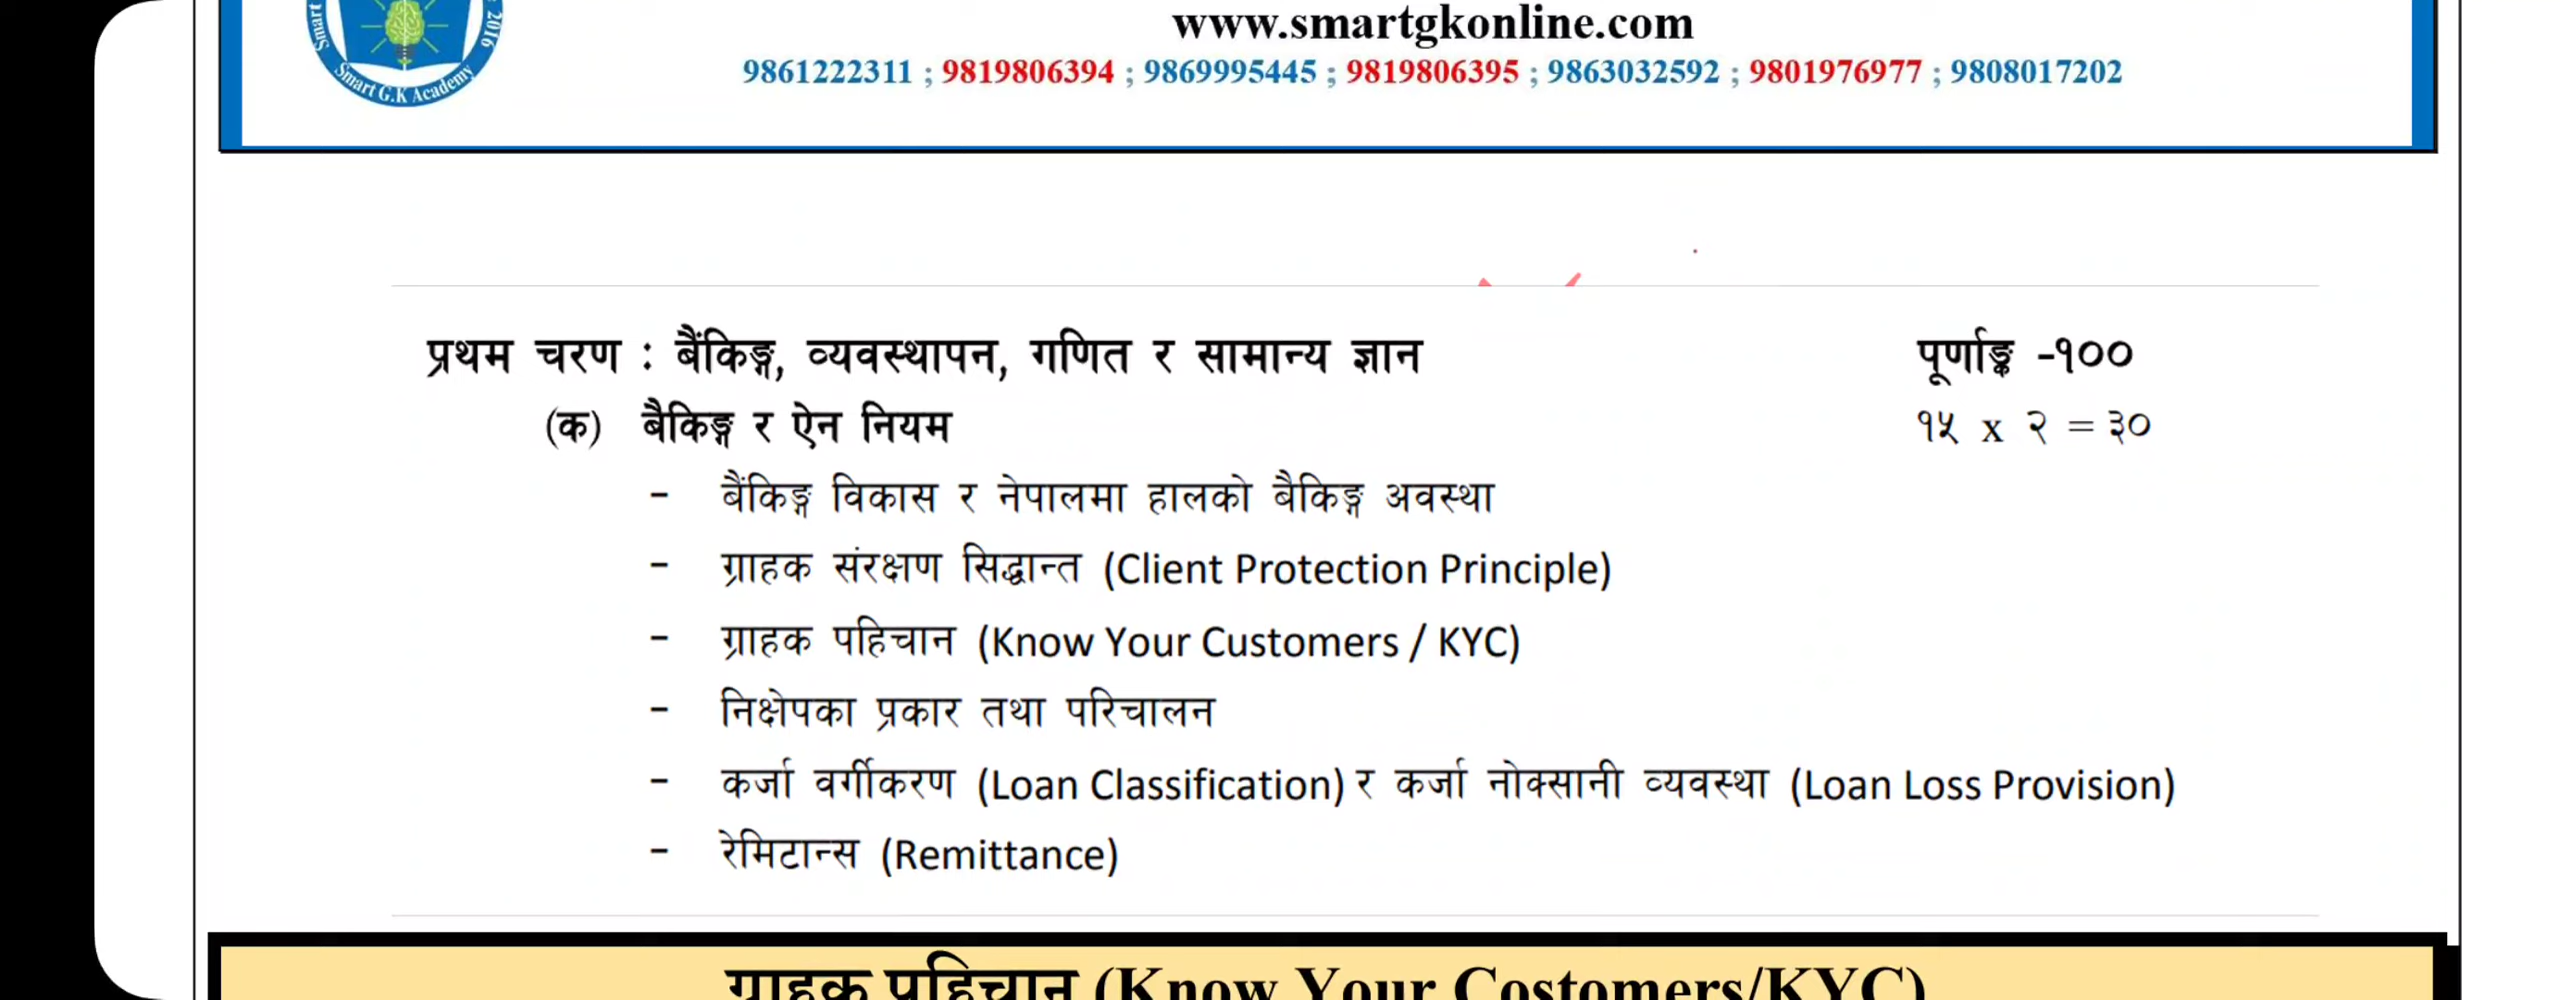 Smart G.K Academy
2016
www.smartgkonline.com
9861222311 ; 9819806394 ; 9869995445 ; 9819806395 ; 9863032592 ; 9801976977 ; 9808017202
प्रथम चरण : बैंकिङ्ग, व्यवस्थापन, गणित र सामान्य ज्ञान पूर्णाङ्क -१००
(क) बैकिङ्ग र ऐन नियम १५ x २ = ३०
- बैंकिङ्ग विकास र नेपालमा हालको बैकिङ्ग अवस्था
- ग्राहक संरक्षण सिद्धान्त (Client Protection Principle)
- ग्राहक पहिचान (Know Your Customers / KYC)
- निक्षेपका प्रकार तथा परिचालन
- कर्जा वर्गीकरण (Loan Classification) र कर्जा नोक्सानी व्यवस्था (Loan Loss Provision)
- रेमिटान्स (Remittance)
ग्राहक पहिचान (Know Your Costomers/KYC)